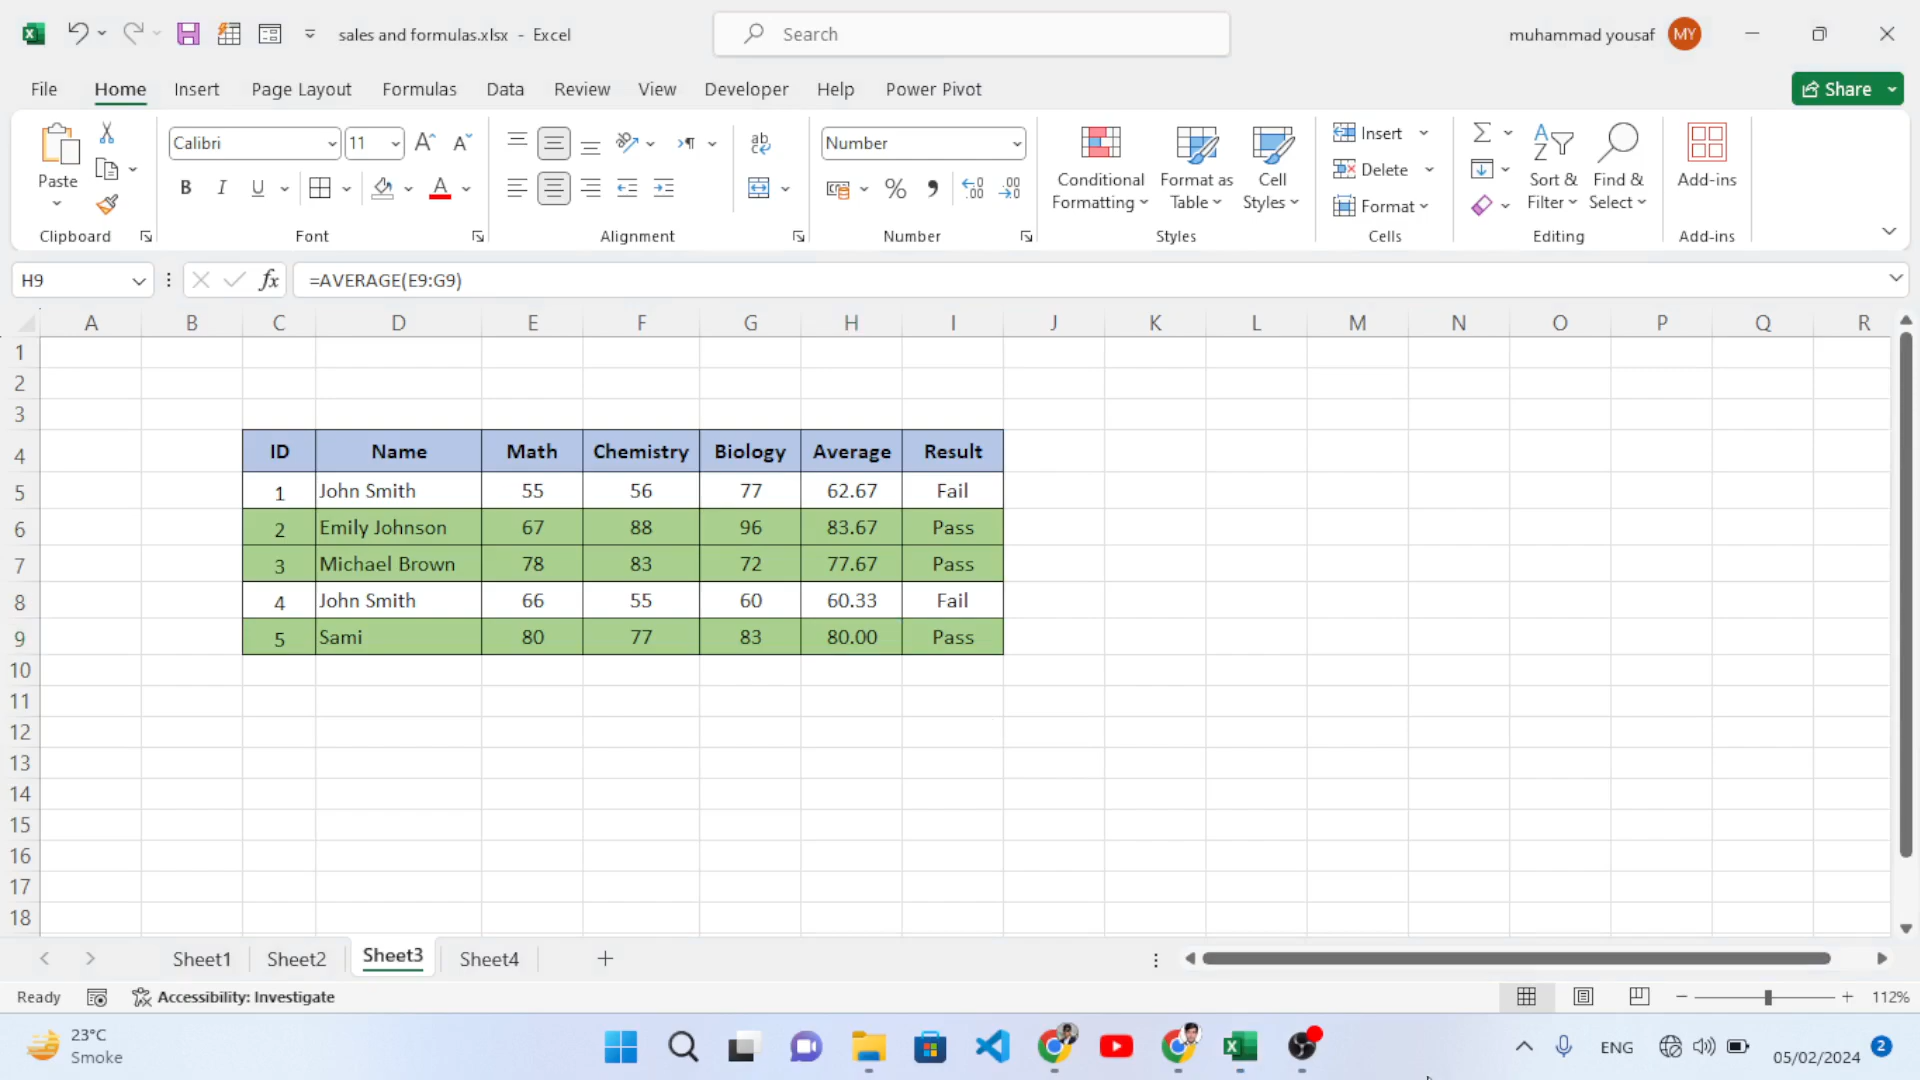 sales and formulas.xlsx - Excel
Search
muhammad yousaf MY
File Home Insert Page Layout Formulas Data Review View Developer Help Power Pivot Share
Paste
Clipboard
Calibri 11
B I U A
Font
Alignment
Number
Number
Conditional Formatting
Format as Table
Cell Styles
Styles
Insert
Delete
Format
Cells
Sort & Filter
Find & Select
Editing
Add-ins
Add-ins
H9 fx =AVERAGE(E9:G9)
A B C D E F G H I J K L M N O P Q R
1
2
3
4 ID Name Math Chemistry Biology Average Result
5 1 John Smith 55 56 77 62.67 Fail
6 2 Emily Johnson 67 88 96 83.67 Pass
7 3 Michael Brown 78 83 72 77.67 Pass
8 4 John Smith 66 55 60 60.33 Fail
9 5 Sami 80 77 83 80.00 Pass
10
11
12
13
14
15
16
17
18
Sheet1 Sheet2 Sheet3 Sheet4
Ready Accessibility: Investigate 112%
23°C
Smoke
ENG 05/02/2024 2